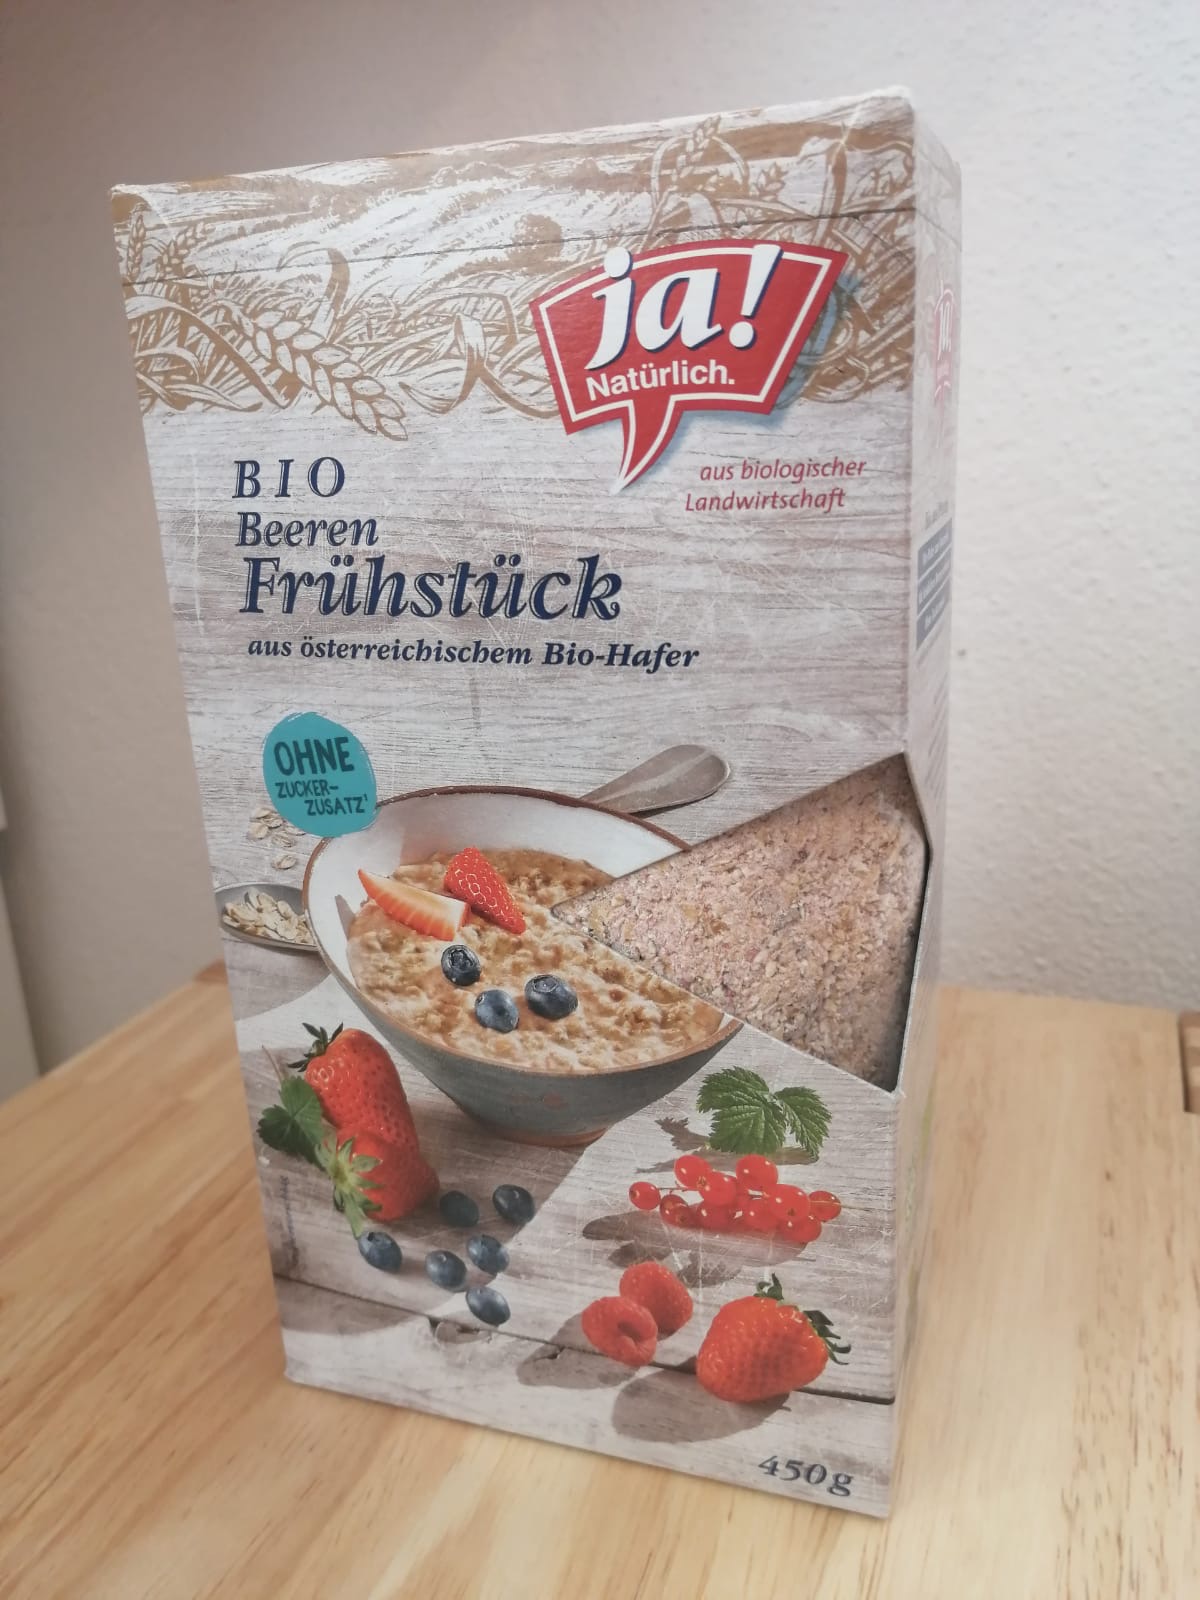 ja!
Natürlich.
aus biologischer
Landwirtschaft
BIO
Beeren
Frühstück
aus österreichischem Bio-Hafer
OHNE
ZUCKER-
ZUSATZ¹
450g